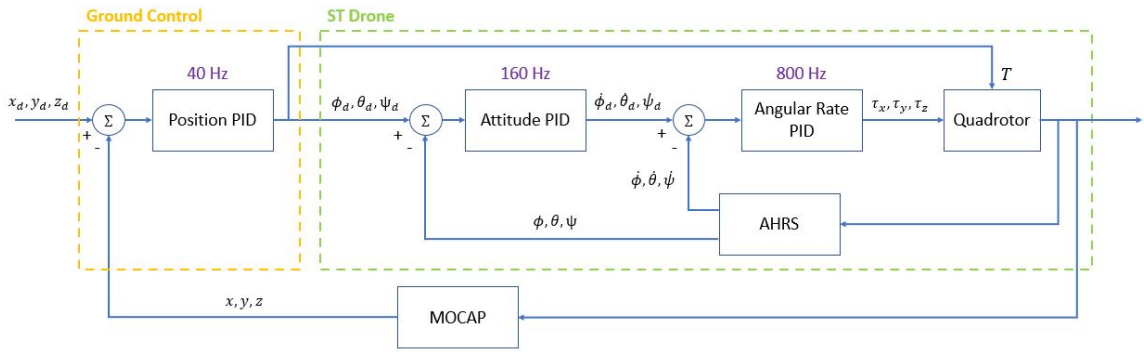 Ground Control
ST Drone
40 Hz
160 Hz
800 Hz
T
x_d, y_d, z_d
Σ
+
-
Position PID
ϕ_d, θ_d, ψ_d
Σ
+
-
Attitude PID
ϕ̇_d, θ̇_d, ψ̇_d
Σ
+
-
Angular Rate
PID
τ_x, τ_y, τ_z
Quadrotor
ϕ̇, θ̇, ψ̇
ϕ, θ, ψ
AHRS
x, y, z
MOCAP